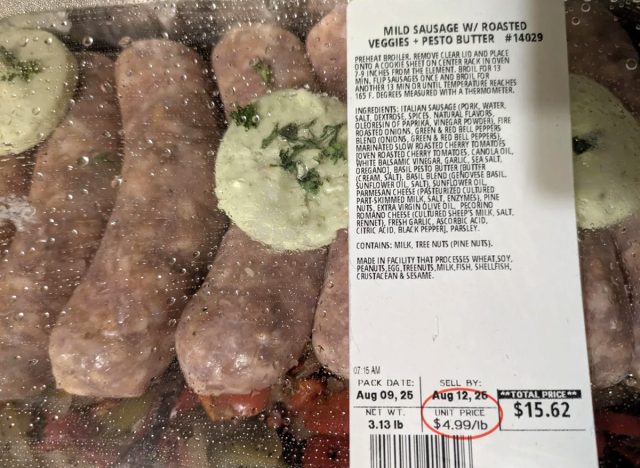 MILD SAUSAGE W/ ROASTED
VEGGIES + PESTO BUTTER #14029
PREHEAT BROILER. REMOVE CLEAR LID AND PLACE
ONTO A COOKIE SHEET ON CENTER RACK IN OVEN
7-9 INCHES FROM THE ELEMENT. BROIL FOR 13
MIN, FLIP SAUSAGES ONCE AND BROIL FOR
ANOTHER 13 MIN OR UNTIL TEMPERATURE REACHES
165 F. DEGREES MEASURED WITH A THERMOMETER.
INGREDIENTS: ITALIAN SAUSAGE (PORK, WATER,
SALT, DEXTROSE, SPICES, NATURAL FLAVORS,
OLEORESIN OF PAPRIKA, VINEGAR POWDER), FIRE
ROASTED ONIONS, GREEN & RED BELL PEPPERS
BLEND (ONIONS, GREEN & RED BELL PEPPERS),
MARINATED SLOW ROASTED CHERRY TOMATOES
[OVEN ROASTED CHERRY TOMATOES, CANOLA OIL,
WHITE BALSAMIC VINEGAR, GARLIC, SEA SALT,
OREGANO], BASIL PESTO BUTTER [BUTTER
(CREAM, SALT), BASIL BLEND (GENOVESE BASIL,
SUNFLOWER OIL, SALT), SUNFLOWER OIL,
PARMESAN CHEESE (PASTEURIZED CULTURED
PART-SKIMMED MILK, SALT, ENZYMES), PINE
NUTS, EXTRA VIRGIN OLIVE OIL, PECORINO
ROMANO CHEESE (CULTURED SHEEP'S MILK, SALT,
RENNET), FRESH GARLIC, ASCORBIC ACID,
CITRIC ACID, BLACK PEPPER], PARSLEY.
CONTAINS: MILK, TREE NUTS (PINE NUTS).
MADE IN FACILITY THAT PROCESSES WHEAT,SOY,
PEANUTS,EGG,TREENUTS,MILK,FISH, SHELLFISH,
CRUSTACEAN & SESAME.
07:15 AM
PACK DATE: SELL BY:
Aug 09, 25 Aug 12, 25 **TOTAL PRICE**
NET WT. UNIT PRICE $15.62
3.13 lb $4.99/lb